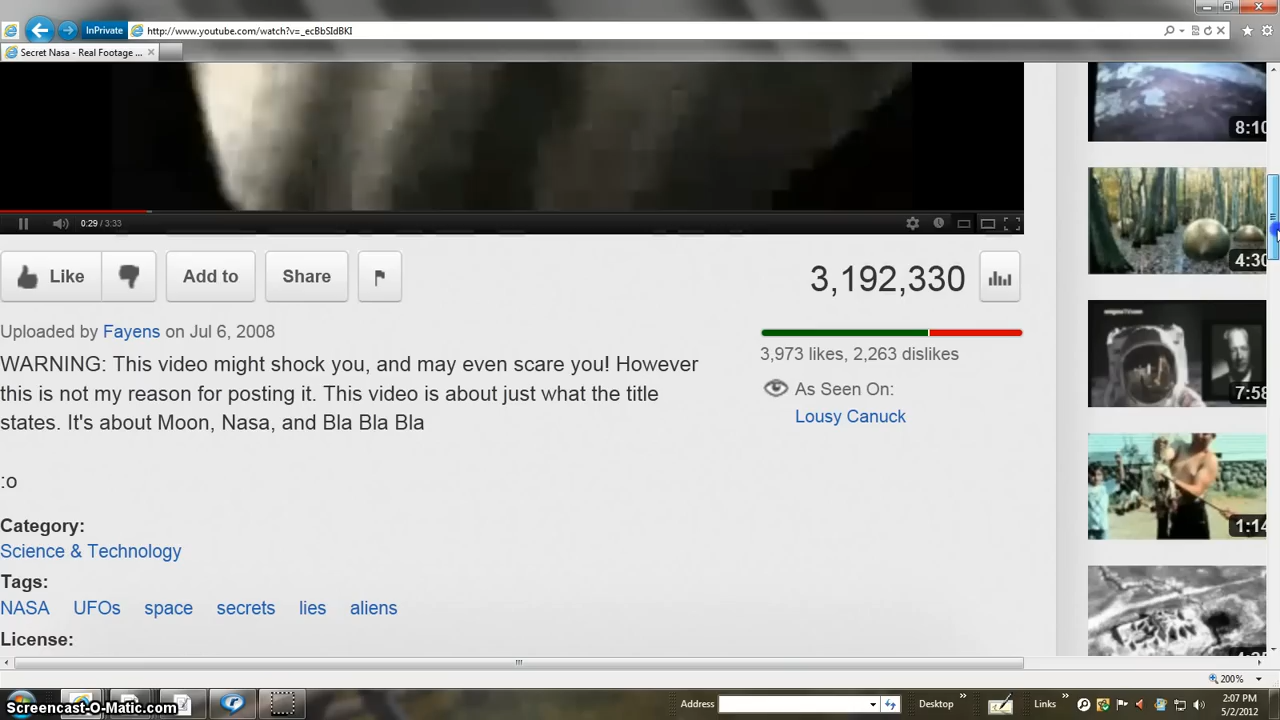 InPrivate
http://www.youtube.com/watch?v=_ecBbSIdBKI
Secret Nasa - Real Footage ...
8:10
4:30
7:58
1:14
0:29 / 3:33
Like
Add to
Share
3,192,330
Uploaded by Fayens on Jul 6, 2008
3,973 likes, 2,263 dislikes
WARNING: This video might shock you, and may even scare you! However
this is not my reason for posting it. This video is about just what the title
states. It's about Moon, Nasa, and Bla Bla Bla
As Seen On:
Lousy Canuck
:o
Category:
Science & Technology
Tags:
NASA UFOs space secrets lies aliens
License:
200%
Screencast-O-Matic.com
Address
Desktop
Links
2:07 PM
5/2/2012